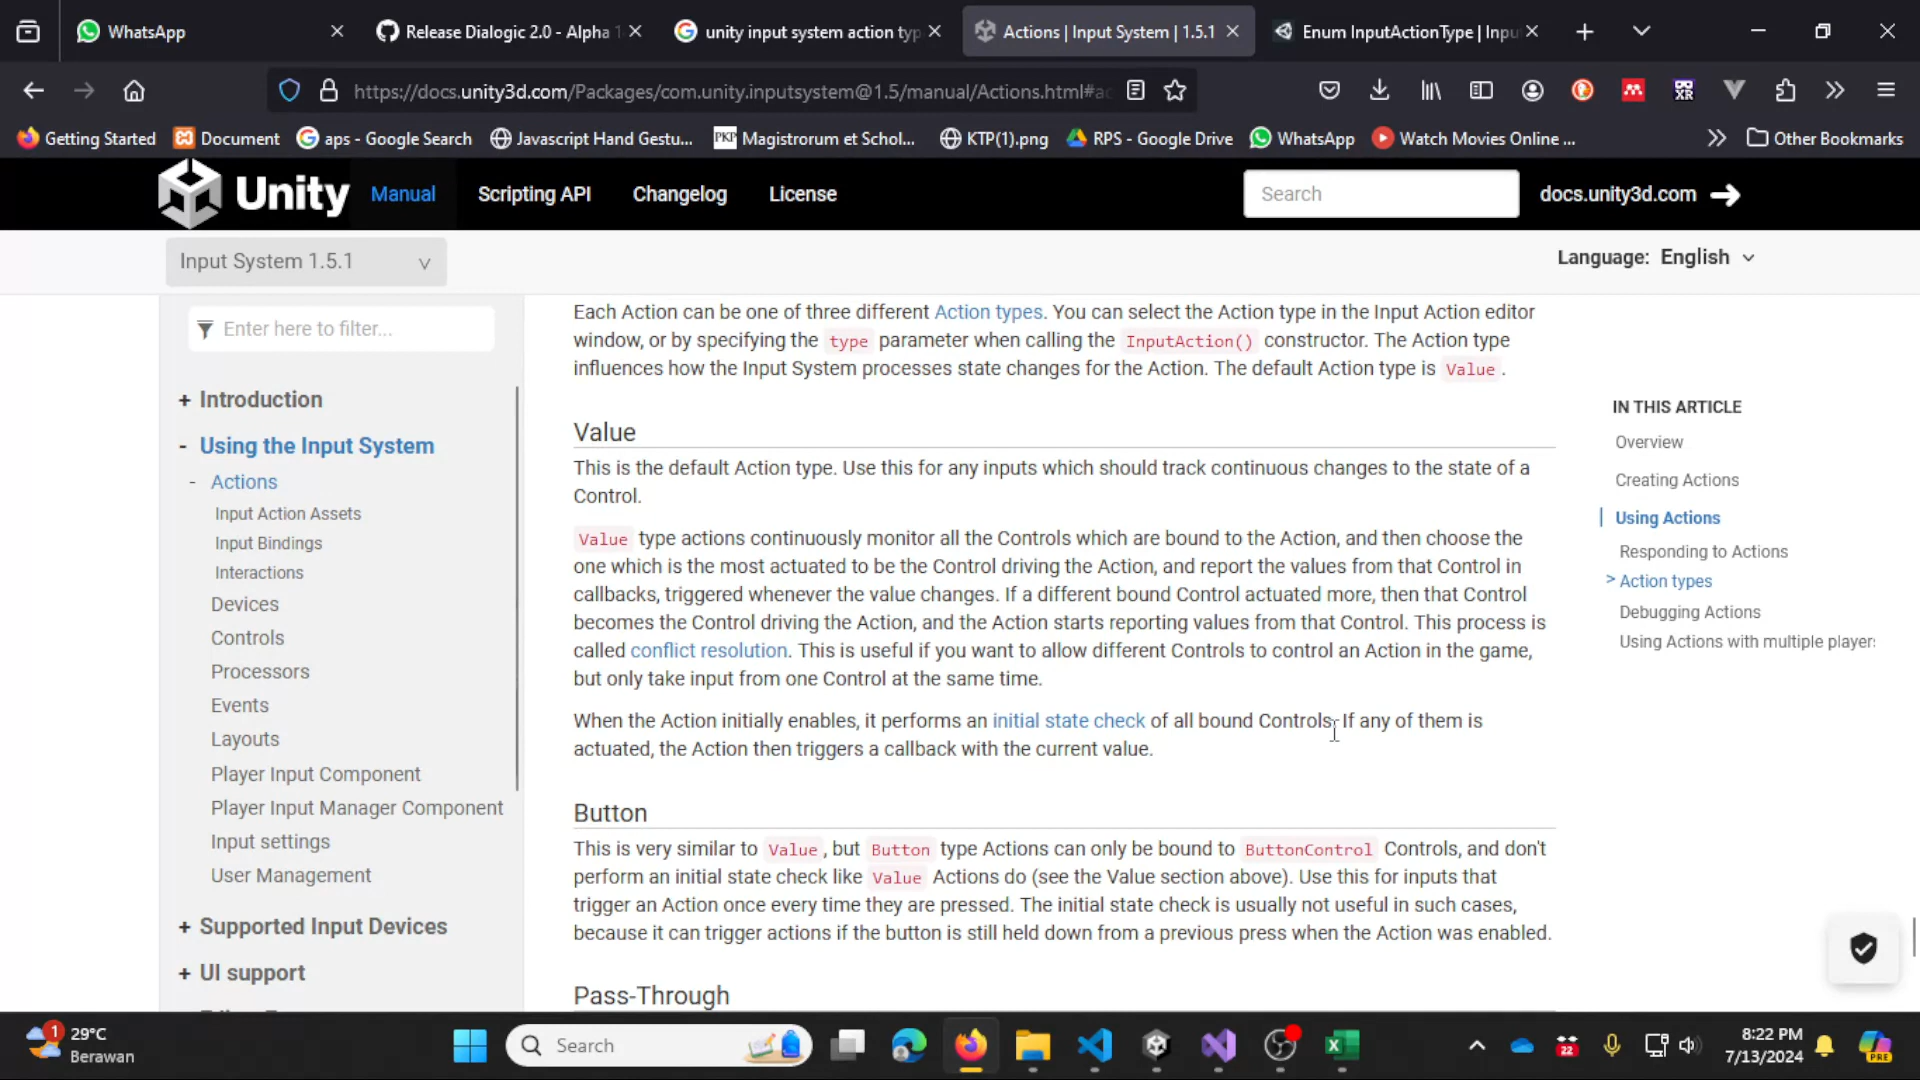 WhatsApp
Release Dialogic 2.0 - Alpha 1
unity input system action typ
Actions | Input System | 1.5.1
Enum InputActionType | Inpu
https://docs.unity3d.com/Packages/com.unity.inputsystem@1.5/manual/Actions.html#ac
Getting Started
Document
aps - Google Search
Javascript Hand Gestu...
PKP Magistrorum et Schol...
KTP(1).png
RPS - Google Drive
WhatsApp
Watch Movies Online ...
Other Bookmarks
Unity
Manual
Scripting API
Changelog
License
Search
docs.unity3d.com
Input System 1.5.1
Language: English
Enter here to filter...
+ Introduction
- Using the Input System
- Actions
Input Action Assets
Input Bindings
Interactions
Devices
Controls
Processors
Events
Layouts
Player Input Component
Player Input Manager Component
Input settings
User Management
+ Supported Input Devices
+ UI support
Each Action can be one of three different Action types. You can select the Action type in the Input Action editor
window, or by specifying the type parameter when calling the InputAction() constructor. The Action type
influences how the Input System processes state changes for the Action. The default Action type is Value.
Value
This is the default Action type. Use this for any inputs which should track continuous changes to the state of a
Control.
Value type actions continuously monitor all the Controls which are bound to the Action, and then choose the
one which is the most actuated to be the Control driving the Action, and report the values from that Control in
callbacks, triggered whenever the value changes. If a different bound Control actuated more, then that Control
becomes the Control driving the Action, and the Action starts reporting values from that Control. This process is
called conflict resolution. This is useful if you want to allow different Controls to control an Action in the game,
but only take input from one Control at the same time.
When the Action initially enables, it performs an initial state check of all bound Controls. If any of them is
actuated, the Action then triggers a callback with the current value.
Button
This is very similar to Value, but Button type Actions can only be bound to ButtonControl Controls, and don't
perform an initial state check like Value Actions do (see the Value section above). Use this for inputs that
trigger an Action once every time they are pressed. The initial state check is usually not useful in such cases,
because it can trigger actions if the button is still held down from a previous press when the Action was enabled.
Pass-Through
IN THIS ARTICLE
Overview
Creating Actions
Using Actions
Responding to Actions
> Action types
Debugging Actions
Using Actions with multiple players
1
29°C
Berawan
Search
22
8:22 PM
7/13/2024
PRE